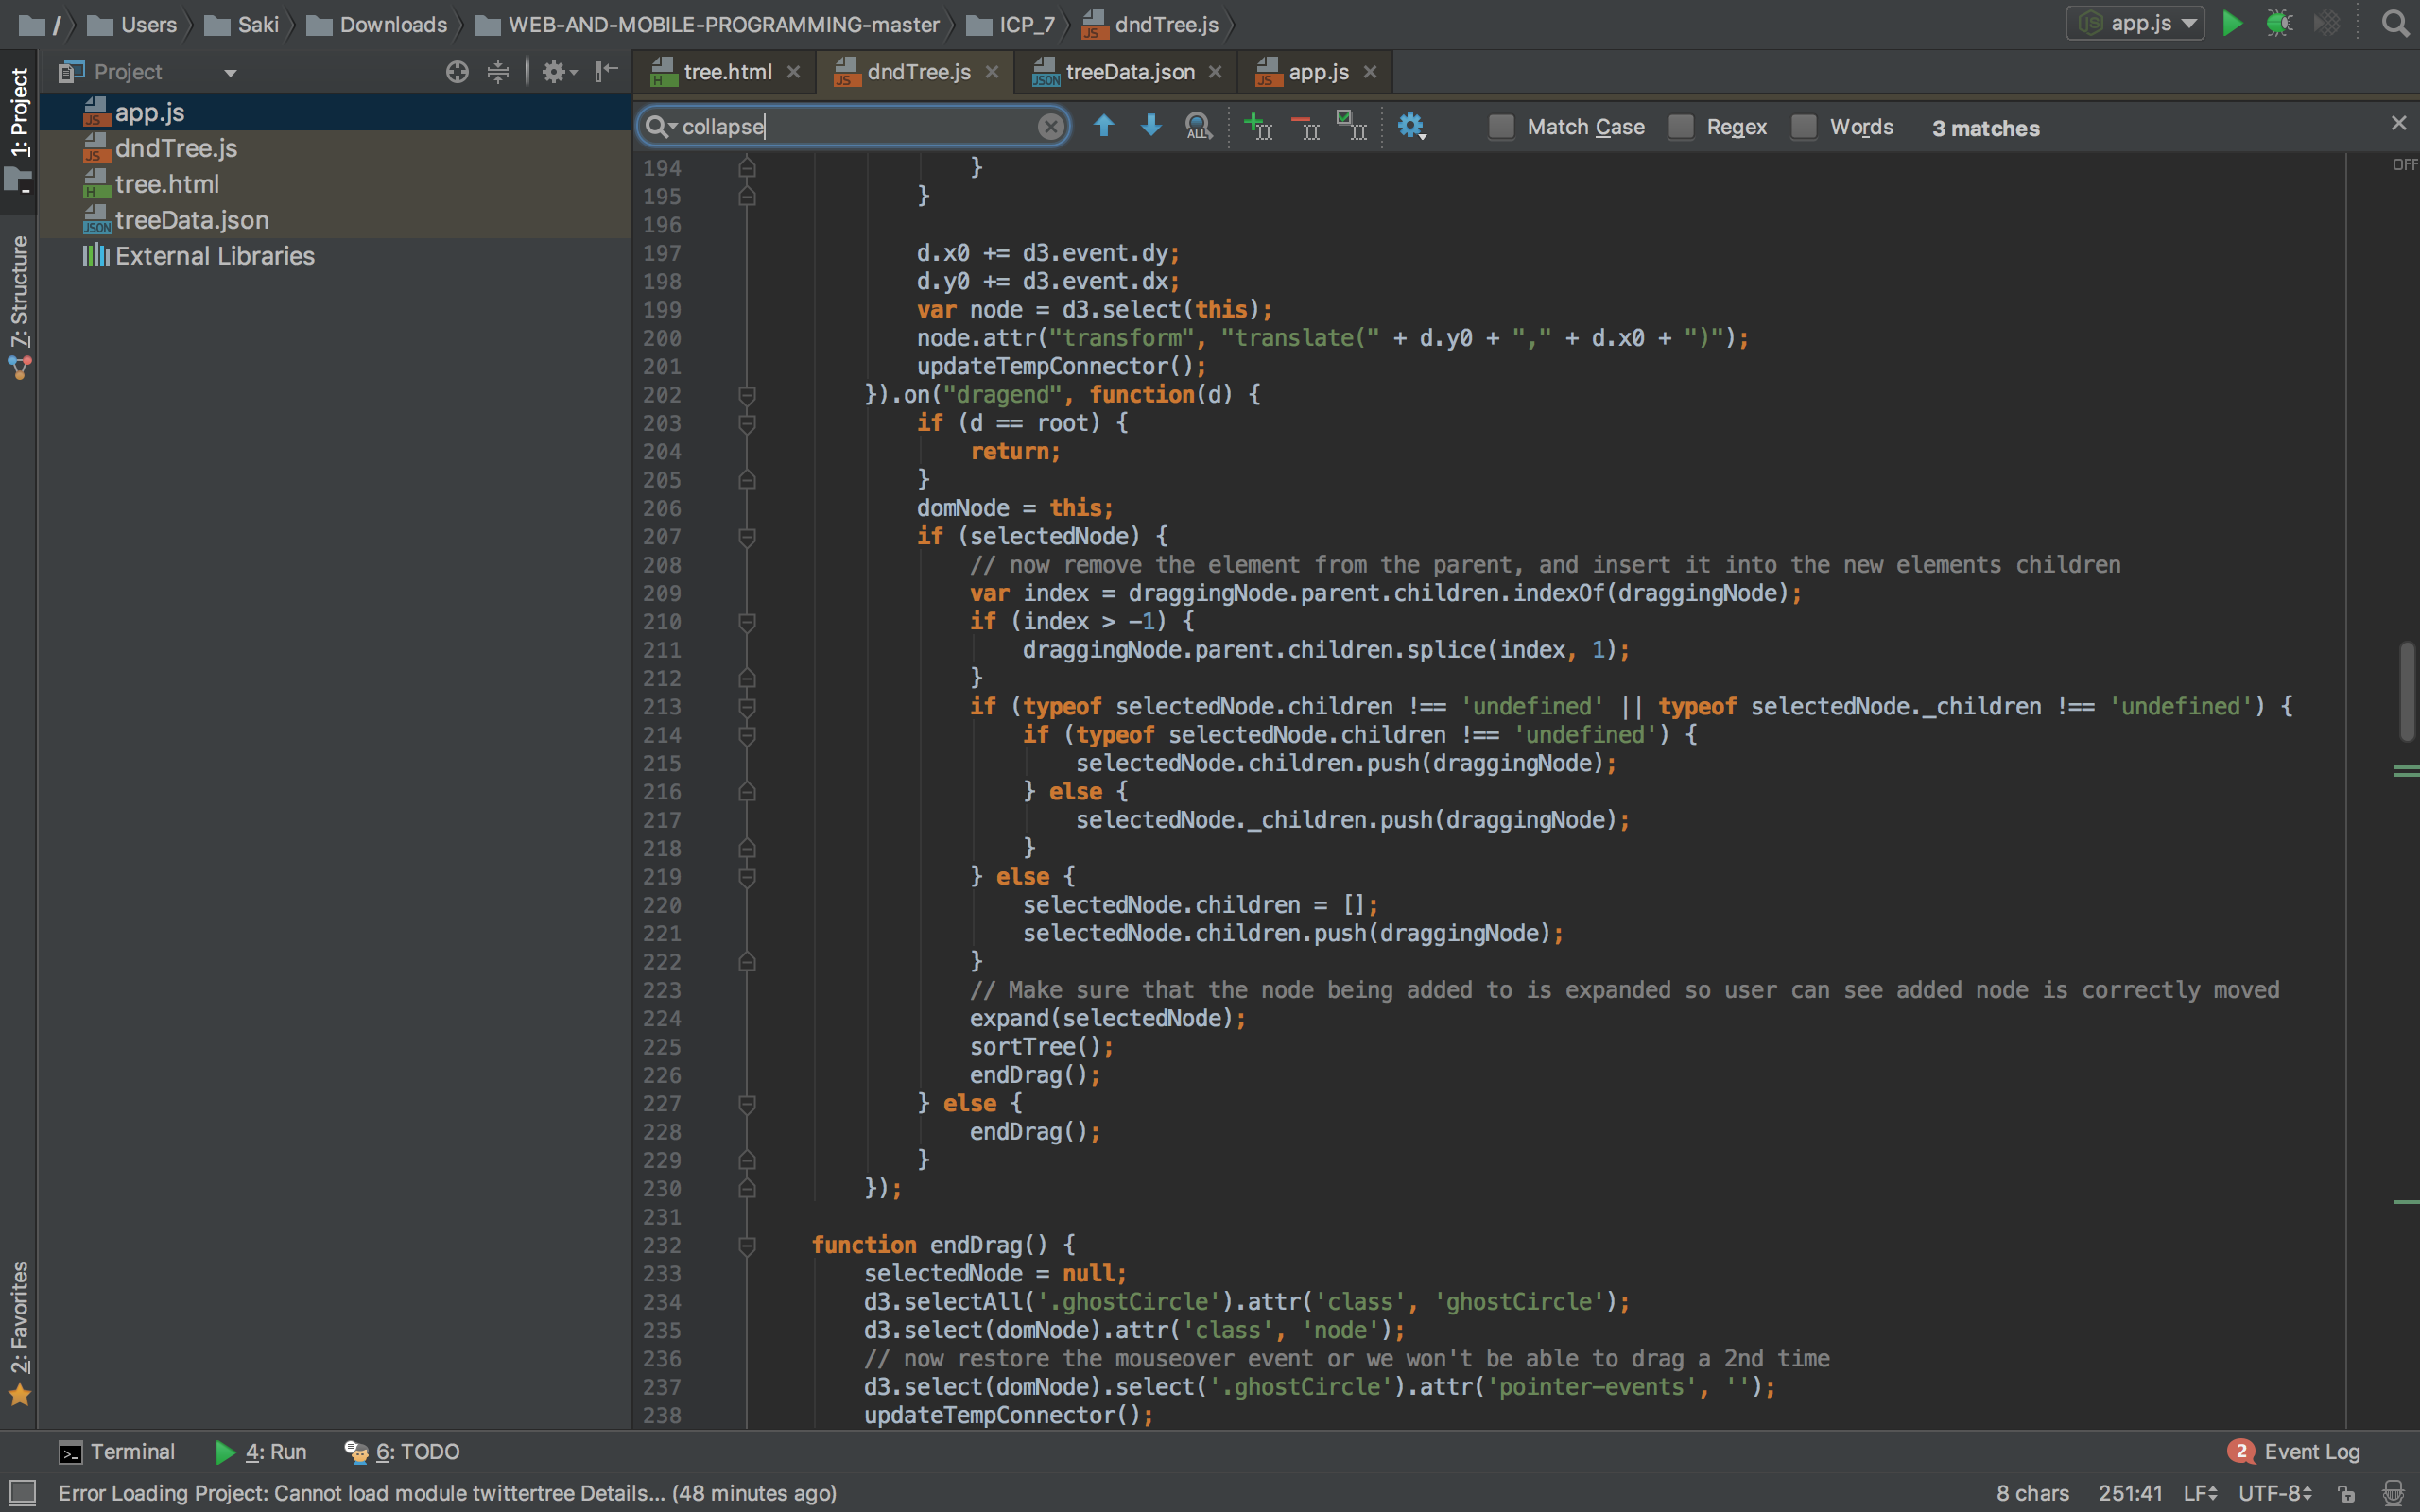 / Users Saki Downloads WEB-AND-MOBILE-PROGRAMMING-master ICP_7 dndTree.js app.js
Project
tree.html dndTree.js treeData.json app.js
1: Project
7: Structure
2: Favorites
app.js
dndTree.js
tree.html
treeData.json
External Libraries
collapse Match Case Regex Words 3 matches
OFF
194 }
195 }
196
197 d.x0 += d3.event.dy;
198 d.y0 += d3.event.dx;
199 var node = d3.select(this);
200 node.attr("transform", "translate(" + d.y0 + "," + d.x0 + ")");
201 updateTempConnector();
202 }).on("dragend", function(d) {
203 if (d == root) {
204 return;
205 }
206 domNode = this;
207 if (selectedNode) {
208 // now remove the element from the parent, and insert it into the new elements children
209 var index = draggingNode.parent.children.indexOf(draggingNode);
210 if (index > -1) {
211 draggingNode.parent.children.splice(index, 1);
212 }
213 if (typeof selectedNode.children !== 'undefined' || typeof selectedNode._children !== 'undefined') {
214 if (typeof selectedNode.children !== 'undefined') {
215 selectedNode.children.push(draggingNode);
216 } else {
217 selectedNode._children.push(draggingNode);
218 }
219 } else {
220 selectedNode.children = [];
221 selectedNode.children.push(draggingNode);
222 }
223 // Make sure that the node being added to is expanded so user can see added node is correctly moved
224 expand(selectedNode);
225 sortTree();
226 endDrag();
227 } else {
228 endDrag();
229 }
230 });
231
232 function endDrag() {
233 selectedNode = null;
234 d3.selectAll('.ghostCircle').attr('class', 'ghostCircle');
235 d3.select(domNode).attr('class', 'node');
236 // now restore the mouseover event or we won't be able to drag a 2nd time
237 d3.select(domNode).select('.ghostCircle').attr('pointer-events', '');
238 updateTempConnector();
Terminal 4: Run 6: TODO 2 Event Log
Error Loading Project: Cannot load module twittertree Details... (48 minutes ago) 8 chars 251:41 LF UTF-8